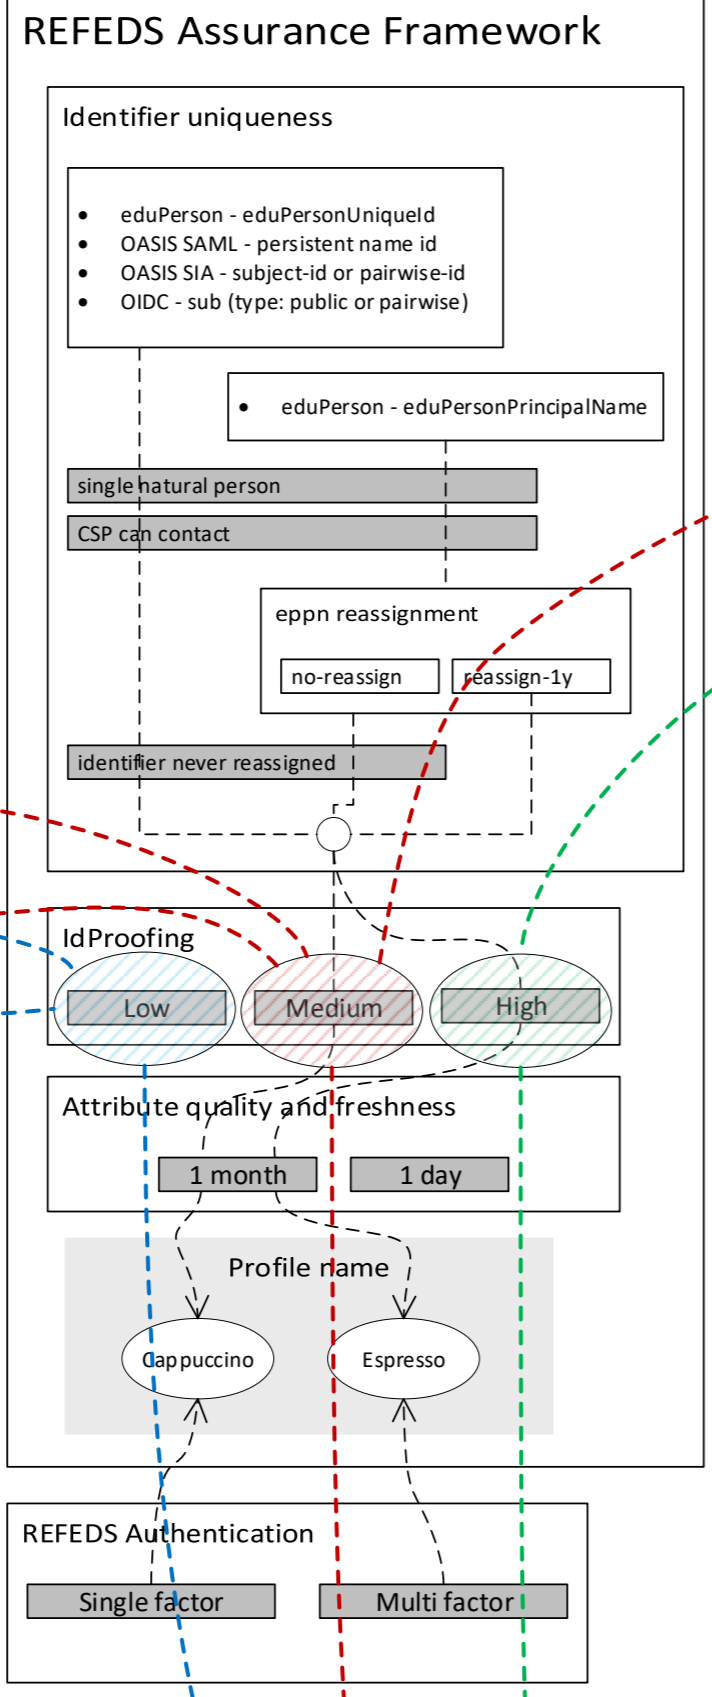 REFEDS Assurance Framework
Identifier uniqueness
• eduPerson - eduPersonUniqueId
• OASIS SAML - persistent name id
• OASIS SIA - subject-id or pairwise-id
• OIDC - sub (type: public or pairwise)
• eduPerson - eduPersonPrincipalName
single natural person
CSP can contact
eppn reassignment
no-reassign
reassign-1y
identifier never reassigned
IdProofing
Low
Medium
High
Attribute quality and freshness
1 month
1 day
Profile name
Cappuccino
Espresso
REFEDS Authentication
Single factor
Multi factor